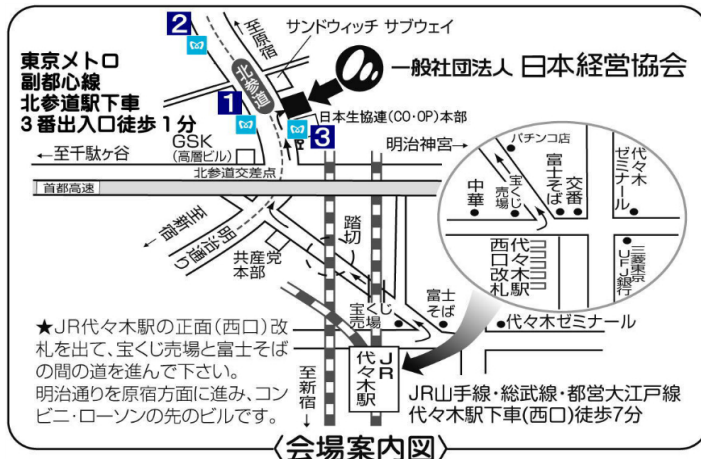 2
至原宿
サンドウィッチ サブウェイ
東京メトロ
副都心線
北参道駅下車
3番出入口徒歩1分
北参道
一般社団法人 日本経営協会
1
日本生協連(CO・OP)本部
3
GSK
(高層ビル)
明治神宮→
←至千駄ヶ谷
北参道交差点
首都高速
至新宿
明治通り
共産党
本部
踏切
パチンコ店
中華
宝くじ
売場
富士そば
交番
代々木
ゼミナール
代々木駅
西口改札
三菱東京
UFJ銀行
宝くじ
売場
富士
そば
代々木ゼミナール
★JR代々木駅の正面(西口)改
札を出て、宝くじ売場と富士そば
の間の道を進んで下さい。
明治通りを原宿方面に進み、コン
ビニ・ローソンの先のビルです。
至新宿
JR
代々木駅
JR山手線・総武線・都営大江戸線
代々木駅下車(西口)徒歩7分
〈会場案内図〉